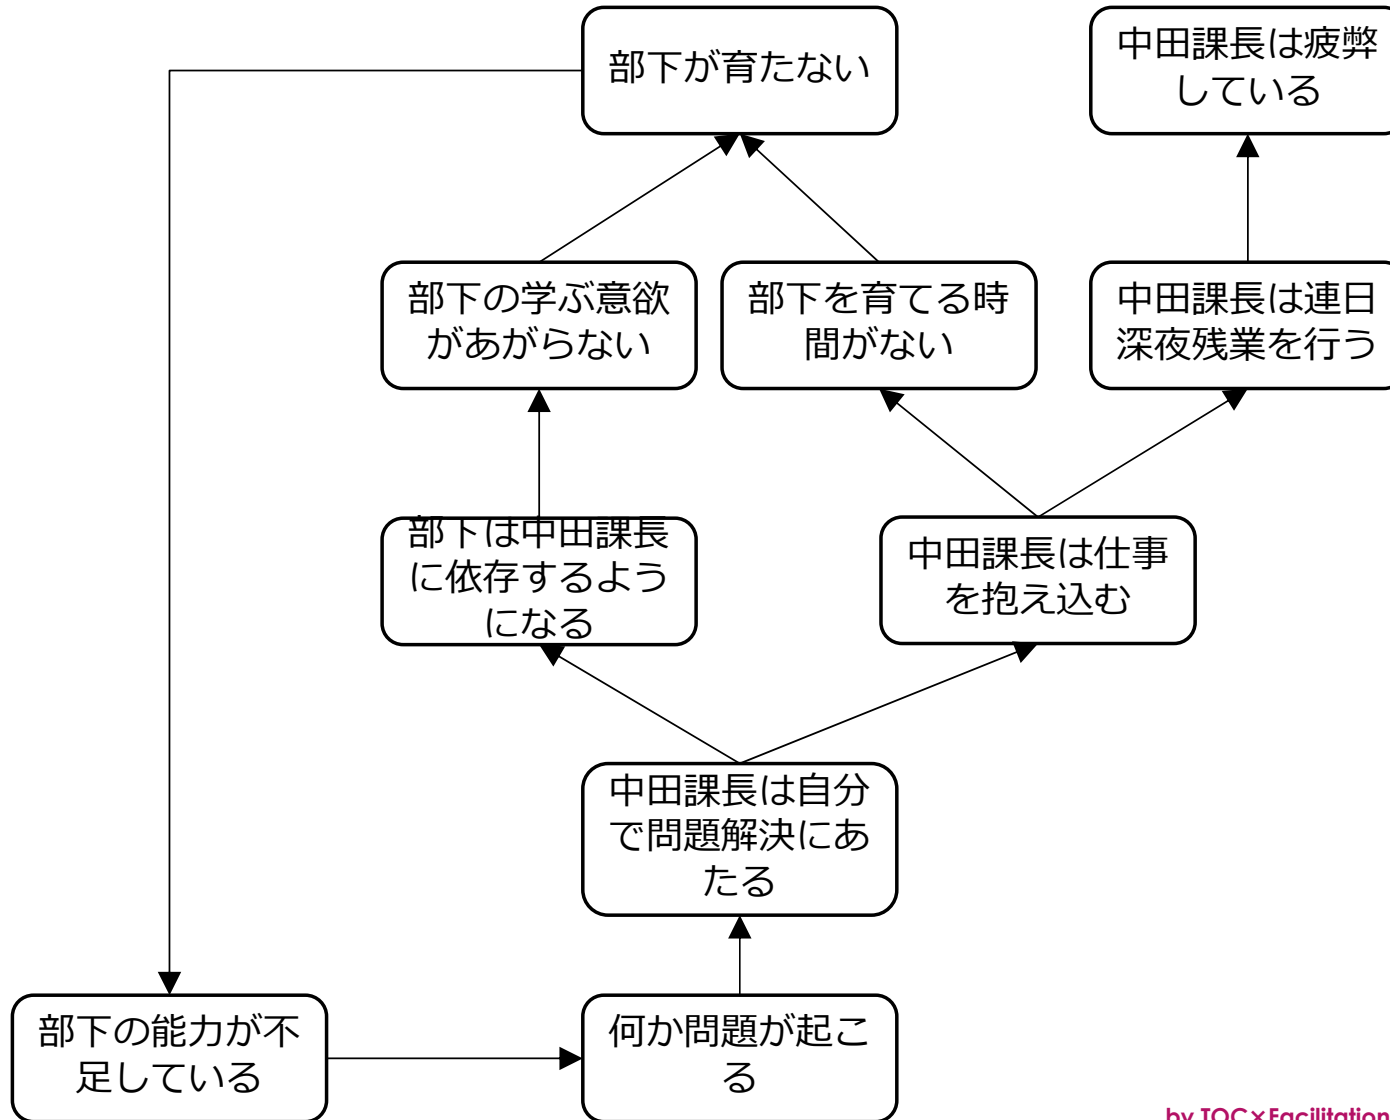 部下が育たない
中田課長は疲弊
している
部下の学ぶ意欲
があがらない
部下を育てる時
間がない
中田課長は連日
深夜残業を行う
部下は中田課長
に依存するよう
になる
中田課長は仕事
を抱え込む
中田課長は自分
で問題解決にあ
たる
部下の能力が不
足している
何か問題が起こ
る
by TOC×Facilitation